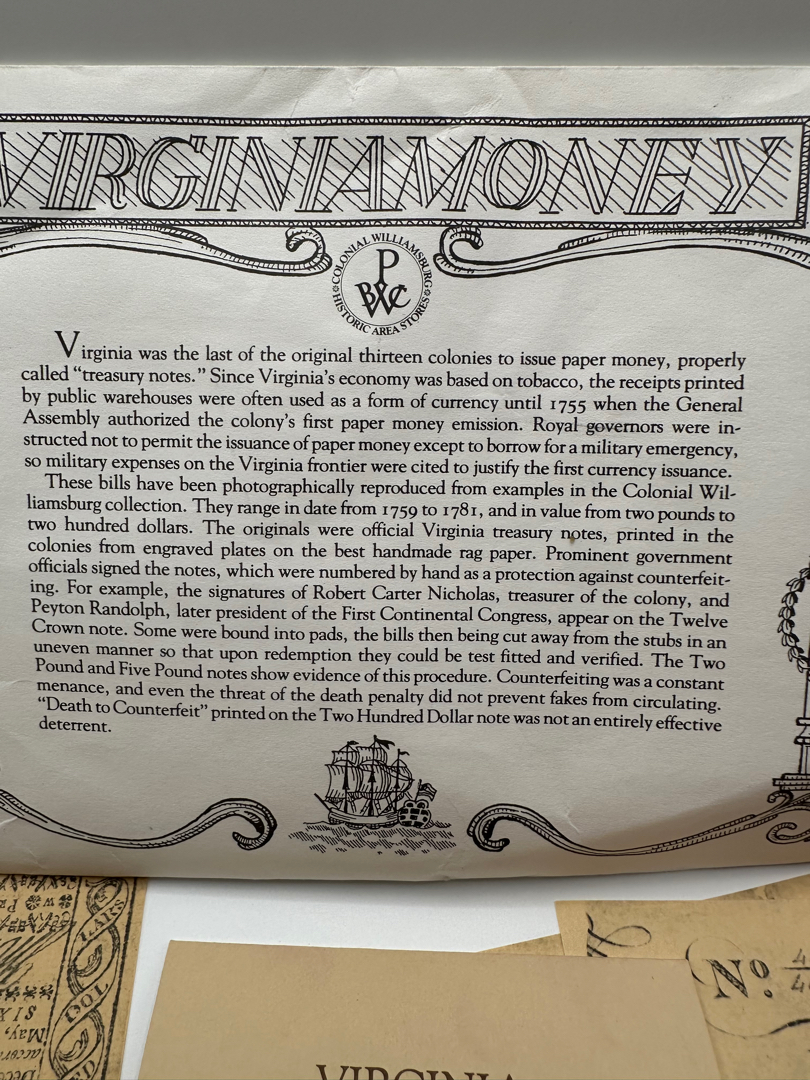 VIRGINIA MONEY
COLONIAL WILLIAMSBURG
P
BWC
HISTORIC AREA STORES
Virginia was the last of the original thirteen colonies to issue paper money, properly
called “treasury notes.” Since Virginia’s economy was based on tobacco, the receipts printed
by public warehouses were often used as a form of currency until 1755 when the General
Assembly authorized the colony’s first paper money emission. Royal governors were in-
structed not to permit the issuance of paper money except to borrow for a military emergency,
so military expenses on the Virginia frontier were cited to justify the first currency issuance.
These bills have been photographically reproduced from examples in the Colonial Wil-
liamsburg collection. They range in date from 1759 to 1781, and in value from two pounds to
two hundred dollars. The originals were official Virginia treasury notes, printed in the
colonies from engraved plates on the best handmade rag paper. Prominent government
officials signed the notes, which were numbered by hand as a protection against counterfeit-
ing. For example, the signatures of Robert Carter Nicholas, treasurer of the colony, and
Peyton Randolph, later president of the First Continental Congress, appear on the Twelve
Crown note. Some were bound into pads, the bills then being cut away from the stubs in an
uneven manner so that upon redemption they could be test fitted and verified. The Two
Pound and Five Pound notes show evidence of this procedure. Counterfeiting was a constant
menance, and even the threat of the death penalty did not prevent fakes from circulating.
“Death to Counterfeit” printed on the Two Hundred Dollar note was not an entirely effective
deterrent.
LARS
DOL
SIX
May,
No.
VIRGINIA